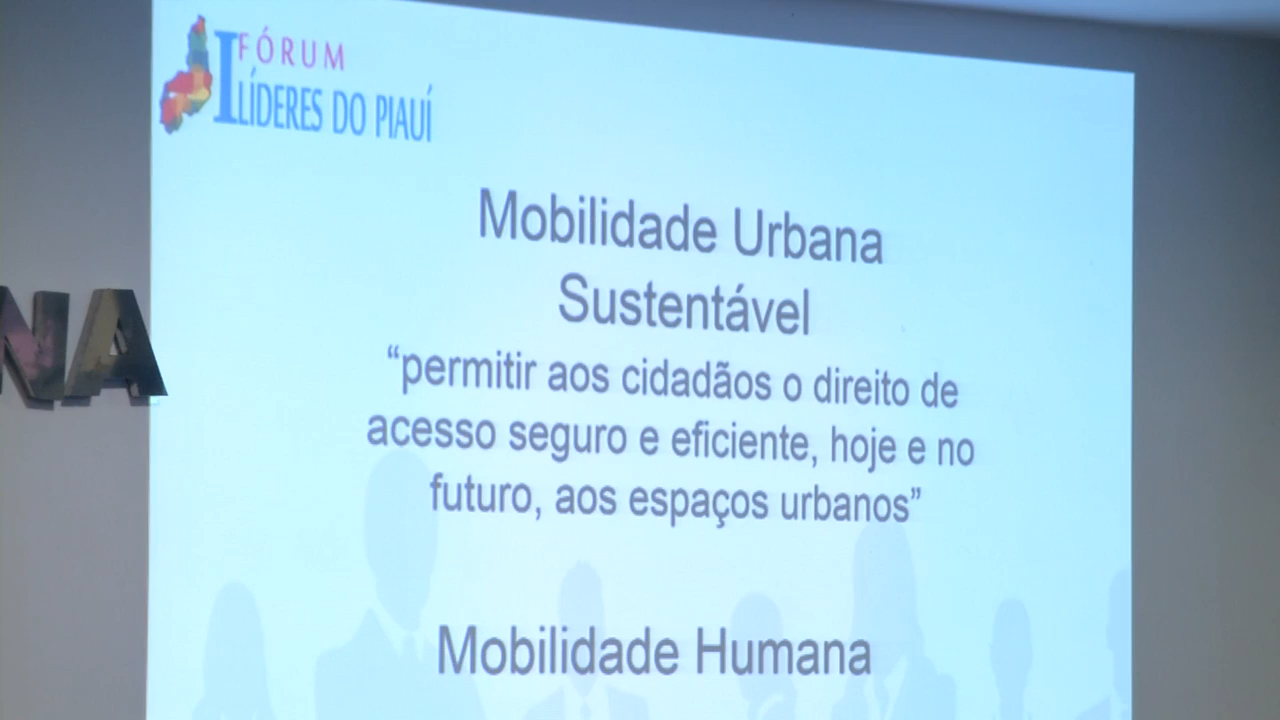 I FÓRUM
LÍDERES DO PIAUÍ
Mobilidade Urbana
Sustentável
“permitir aos cidadãos o direito de
acesso seguro e eficiente, hoje e no
futuro, aos espaços urbanos”
NA
Mobilidade Humana